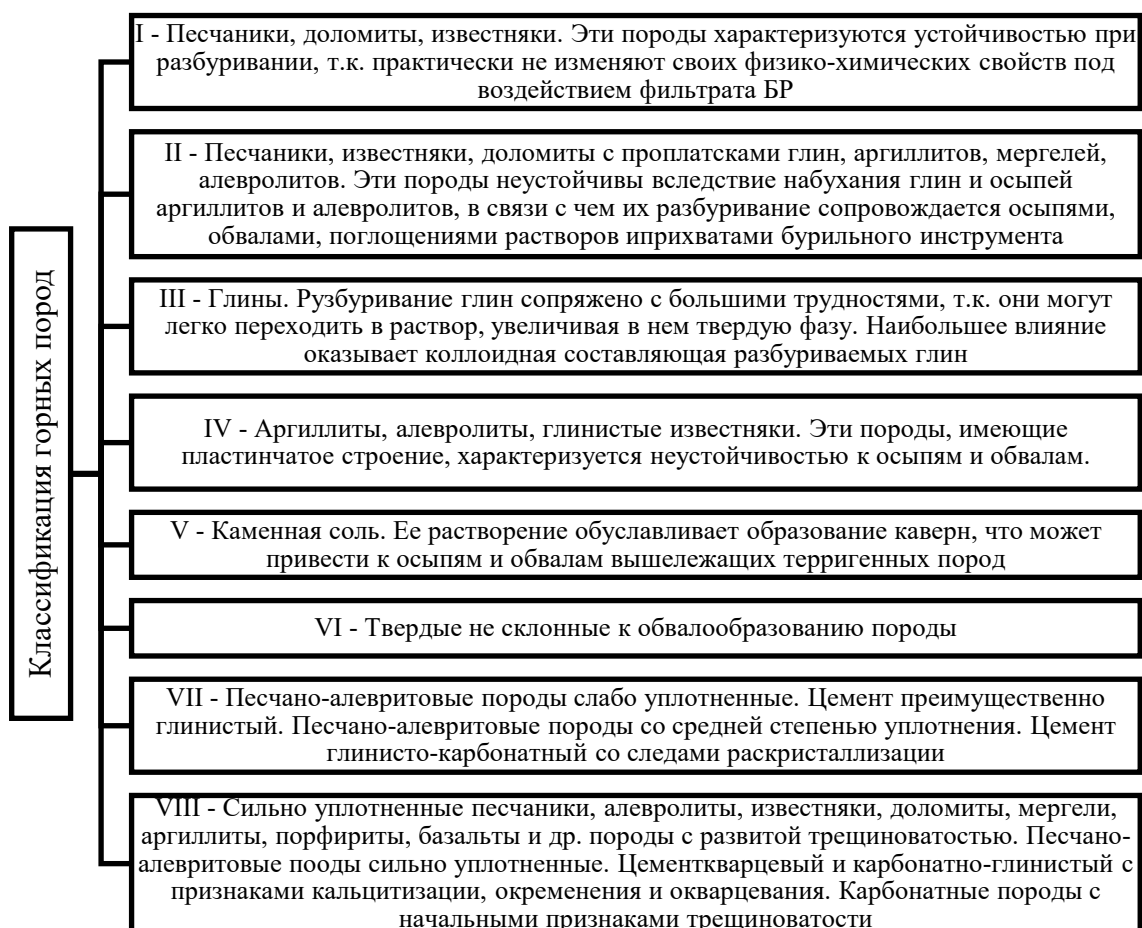 Классификация горных пород
I - Песчаники, доломиты, известняки. Эти породы характеризуются устойчивостью при
разбуривании, т.к. практически не изменяют своих физико-химических свойств под
воздействием фильтрата БР
II - Песчаники, известняки, доломиты с проплатсками глин, аргиллитов, мергелей,
алевролитов. Эти породы неустойчивы вследствие набухания глин и осыпей
аргиллитов и алевролитов, в связи с чем их разбуривание сопровождается осыпями,
обвалами, поглощениями растворов иприхватами бурильного инструмента
III - Глины. Рузбуривание глин сопряжено с большими трудностями, т.к. они могут
легко переходить в раствор, увеличивая в нем твердую фазу. Наибольшее влияние
оказывает коллоидная составляющая разбуриваемых глин
IV - Аргиллиты, алевролиты, глинистые известняки. Эти породы, имеющие
пластинчатое строение, характеризуется неустойчивостью к осыпям и обвалам.
V - Каменная соль. Ее растворение обуславливает образование каверн, что может
привести к осыпям и обвалам вышележащих терригенных пород
VI - Твердые не склонные к обвалообразованию породы
VII - Песчано-алевритовые породы слабо уплотненные. Цемент преимущественно
глинистый. Песчано-алевритовые породы со средней степенью уплотнения. Цемент
глинисто-карбонатный со следами раскристаллизации
VIII - Сильно уплотненные песчаники, алевролиты, известняки, доломиты, мергели,
аргиллиты, порфириты, базальты и др. породы с развитой трещиноватостью. Песчано-
алевритовые пооды сильно уплотненные. Цементкварцевый и карбонатно-глинистый с
признаками кальцитизации, окременения и окварцевания. Карбонатные породы с
начальными признаками трещиноватости